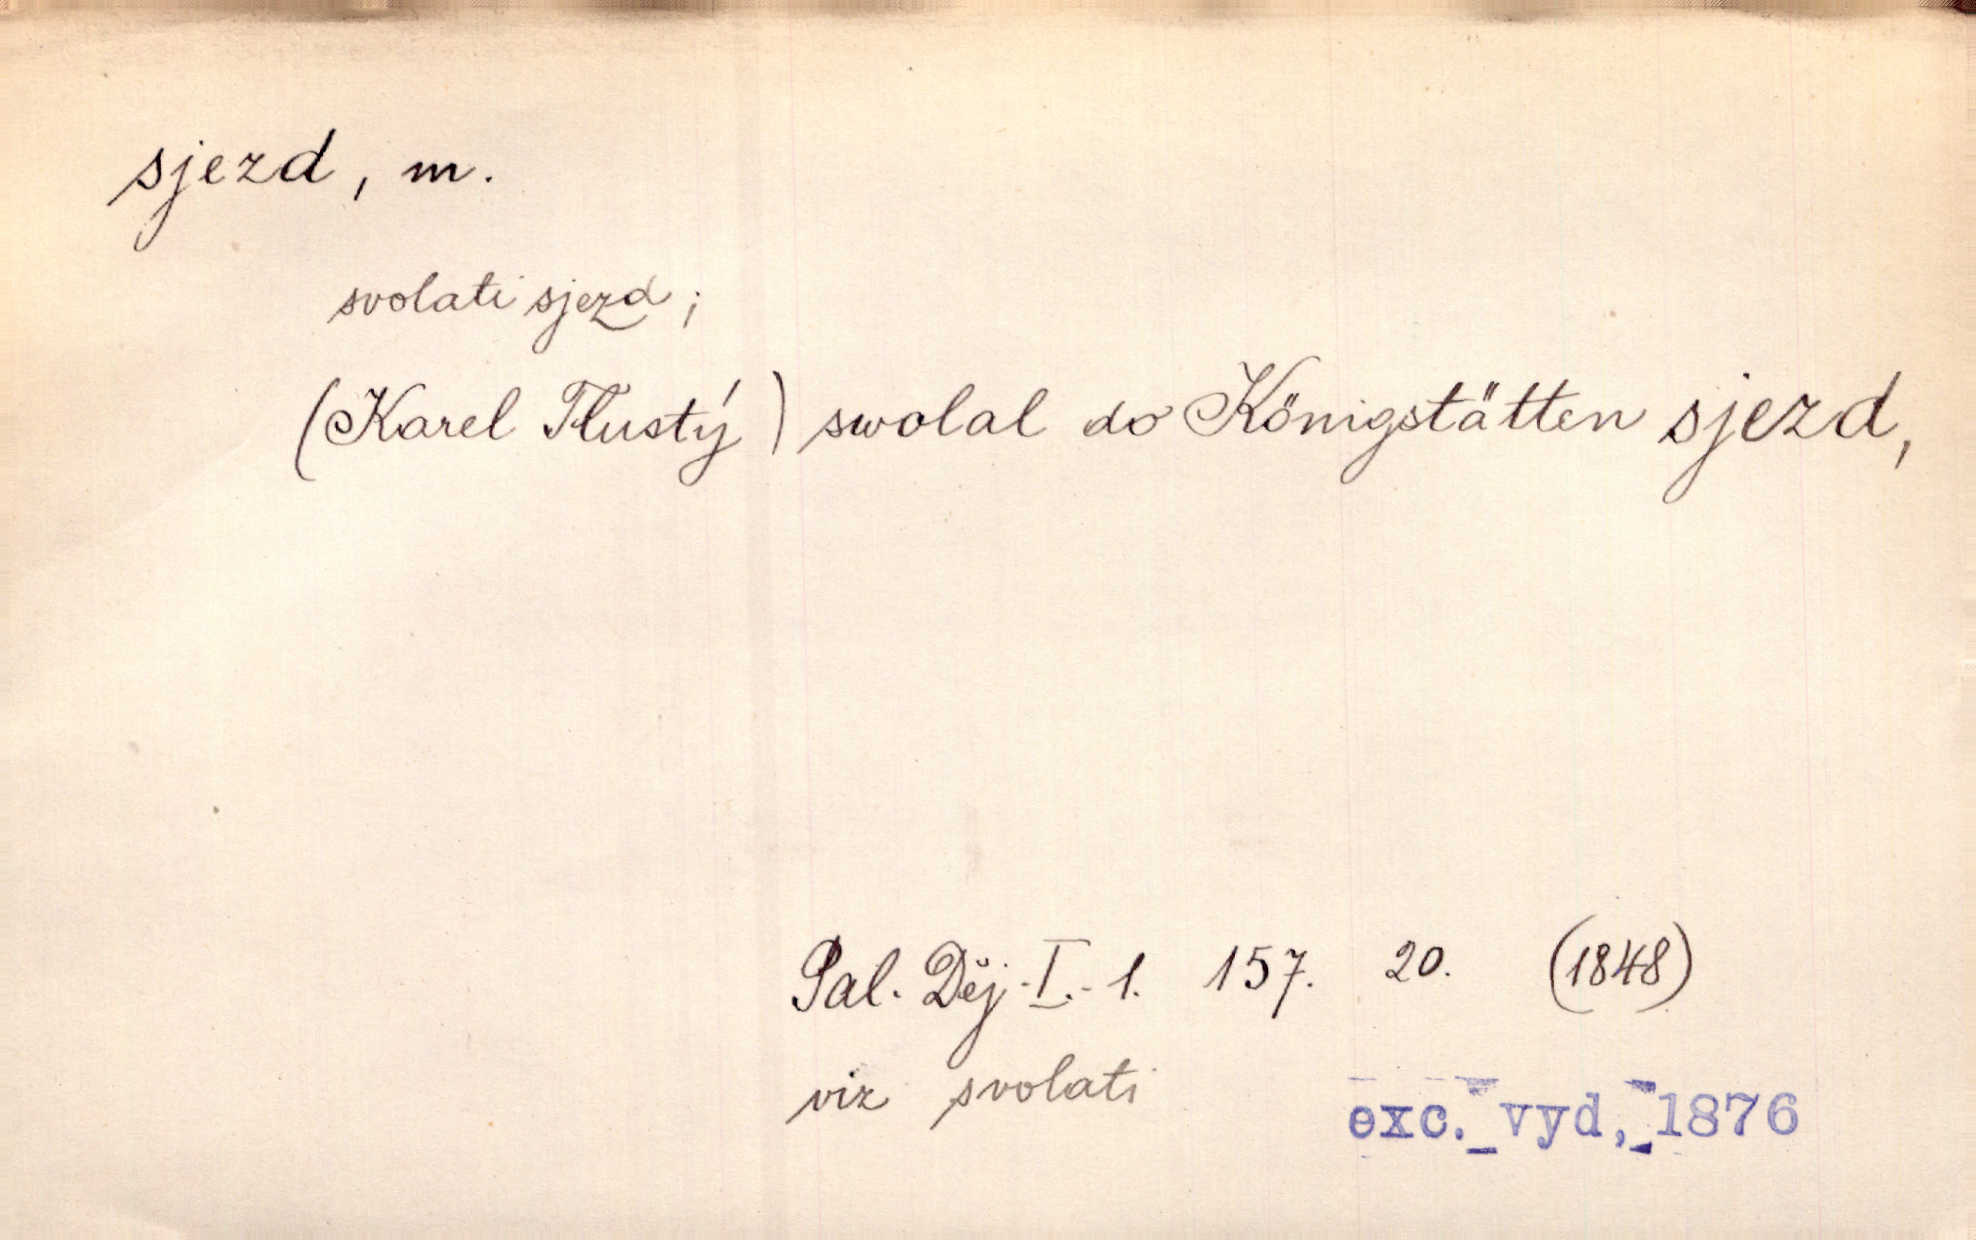 sjezd, m.
svolati sjezd;
(Karel Tlustý) swolal do Königstätten sjezd,
Pal. Děj. I.-1. 157. 20. (1848)
viz svolati
exc. vyd, 1876